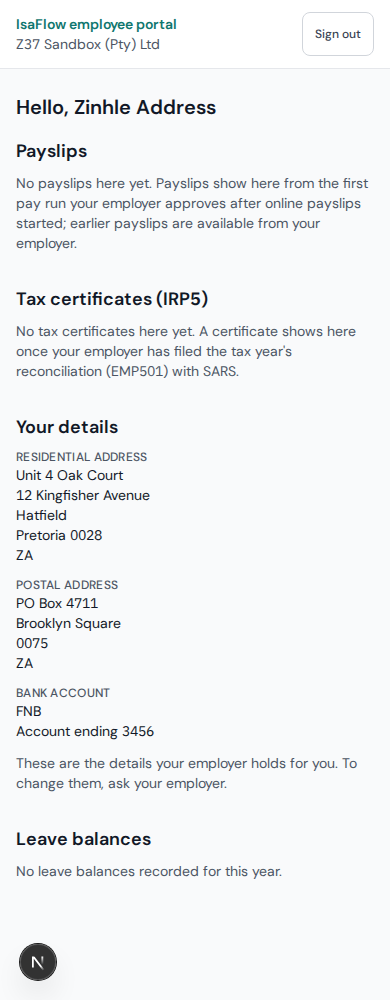 IsaFlow employee portal
Z37 Sandbox (Pty) Ltd
Sign out
Hello, Zinhle Address
Payslips
No payslips here yet. Payslips show here from the first
pay run your employer approves after online payslips
started; earlier payslips are available from your
employer.
Tax certificates (IRP5)
No tax certificates here yet. A certificate shows here
once your employer has filed the tax year's
reconciliation (EMP501) with SARS.
Your details
RESIDENTIAL ADDRESS
Unit 4 Oak Court
12 Kingfisher Avenue
Hatfield
Pretoria 0028
ZA
POSTAL ADDRESS
PO Box 4711
Brooklyn Square
0075
ZA
BANK ACCOUNT
FNB
Account ending 3456
These are the details your employer holds for you. To
change them, ask your employer.
Leave balances
No leave balances recorded for this year.
N